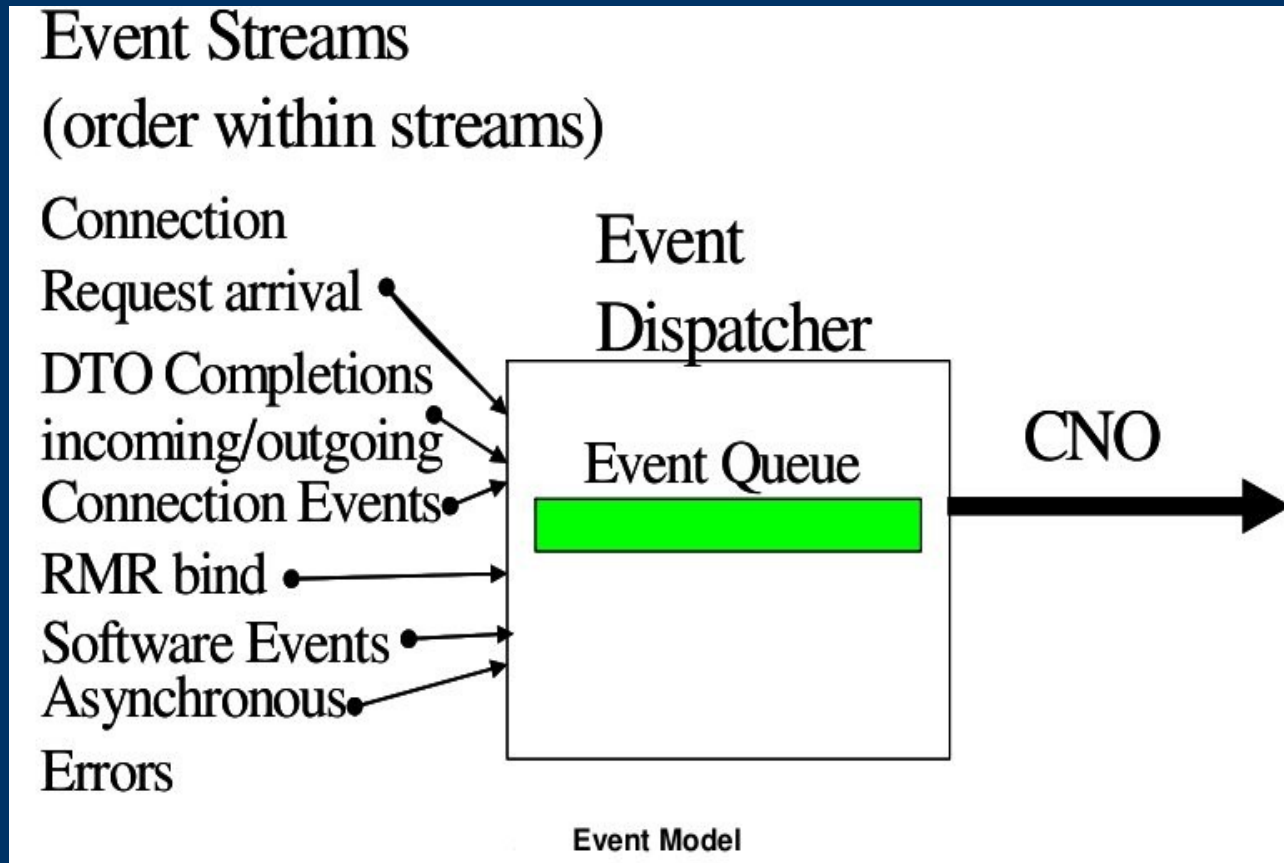 Event Streams
(order within streams)
Connection
Request arrival
DTO Completions
incoming/outgoing
Connection Events
RMR bind
Software Events
Asynchronous
Errors
Event
Dispatcher
Event Queue
CNO
Event Model